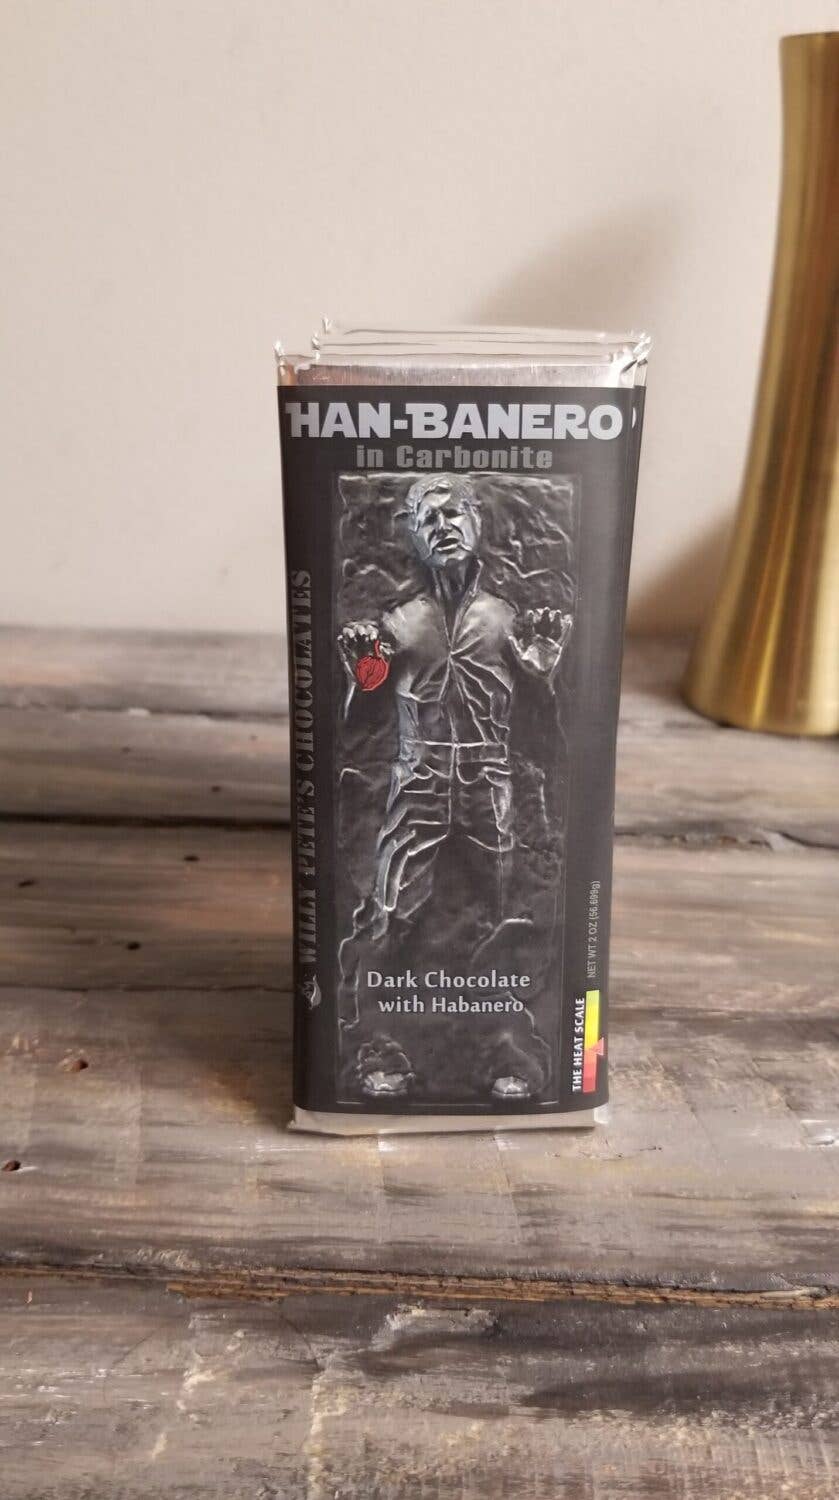 HAN-BANERO
in Carbonite
WILLY PETE'S CHOCOLATES
Dark Chocolate
with Habanero
THE HEAT SCALE
NET WT 2 OZ (56.699g)